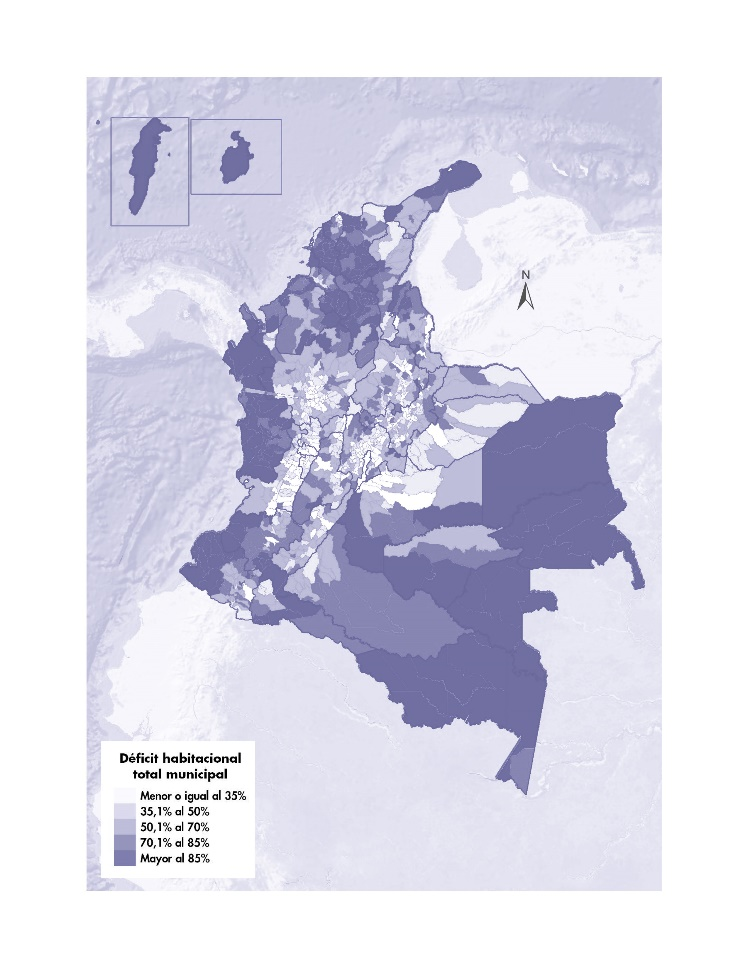 N
Déficit habitacional
total municipal
Menor o igual al 35%
35,1% al 50%
50,1% al 70%
70,1% al 85%
Mayor al 85%